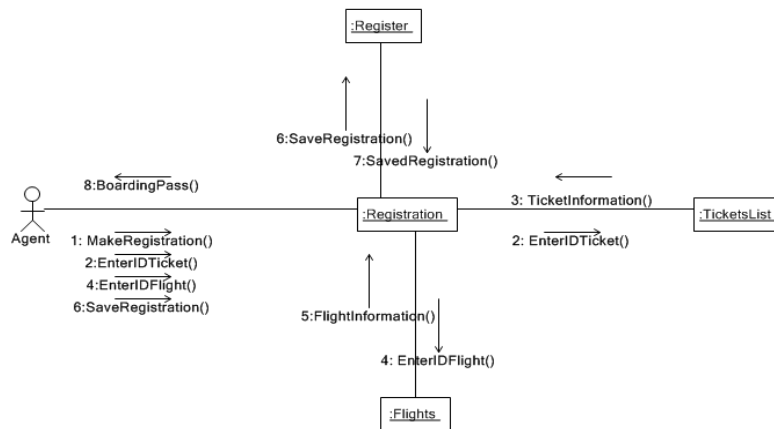 :Register
6:SaveRegistration()
7:SavedRegistration()
8:BoardingPass()
3: TicketInformation()
:Registration
:TicketsList
Agent
1: MakeRegistration()
2: EnterIDTicket()
2:EnterIDTicket()
4:EnterIDFlight()
6:SaveRegistration()
5:FlightInformation()
4: EnterIDFlight()
:Flights